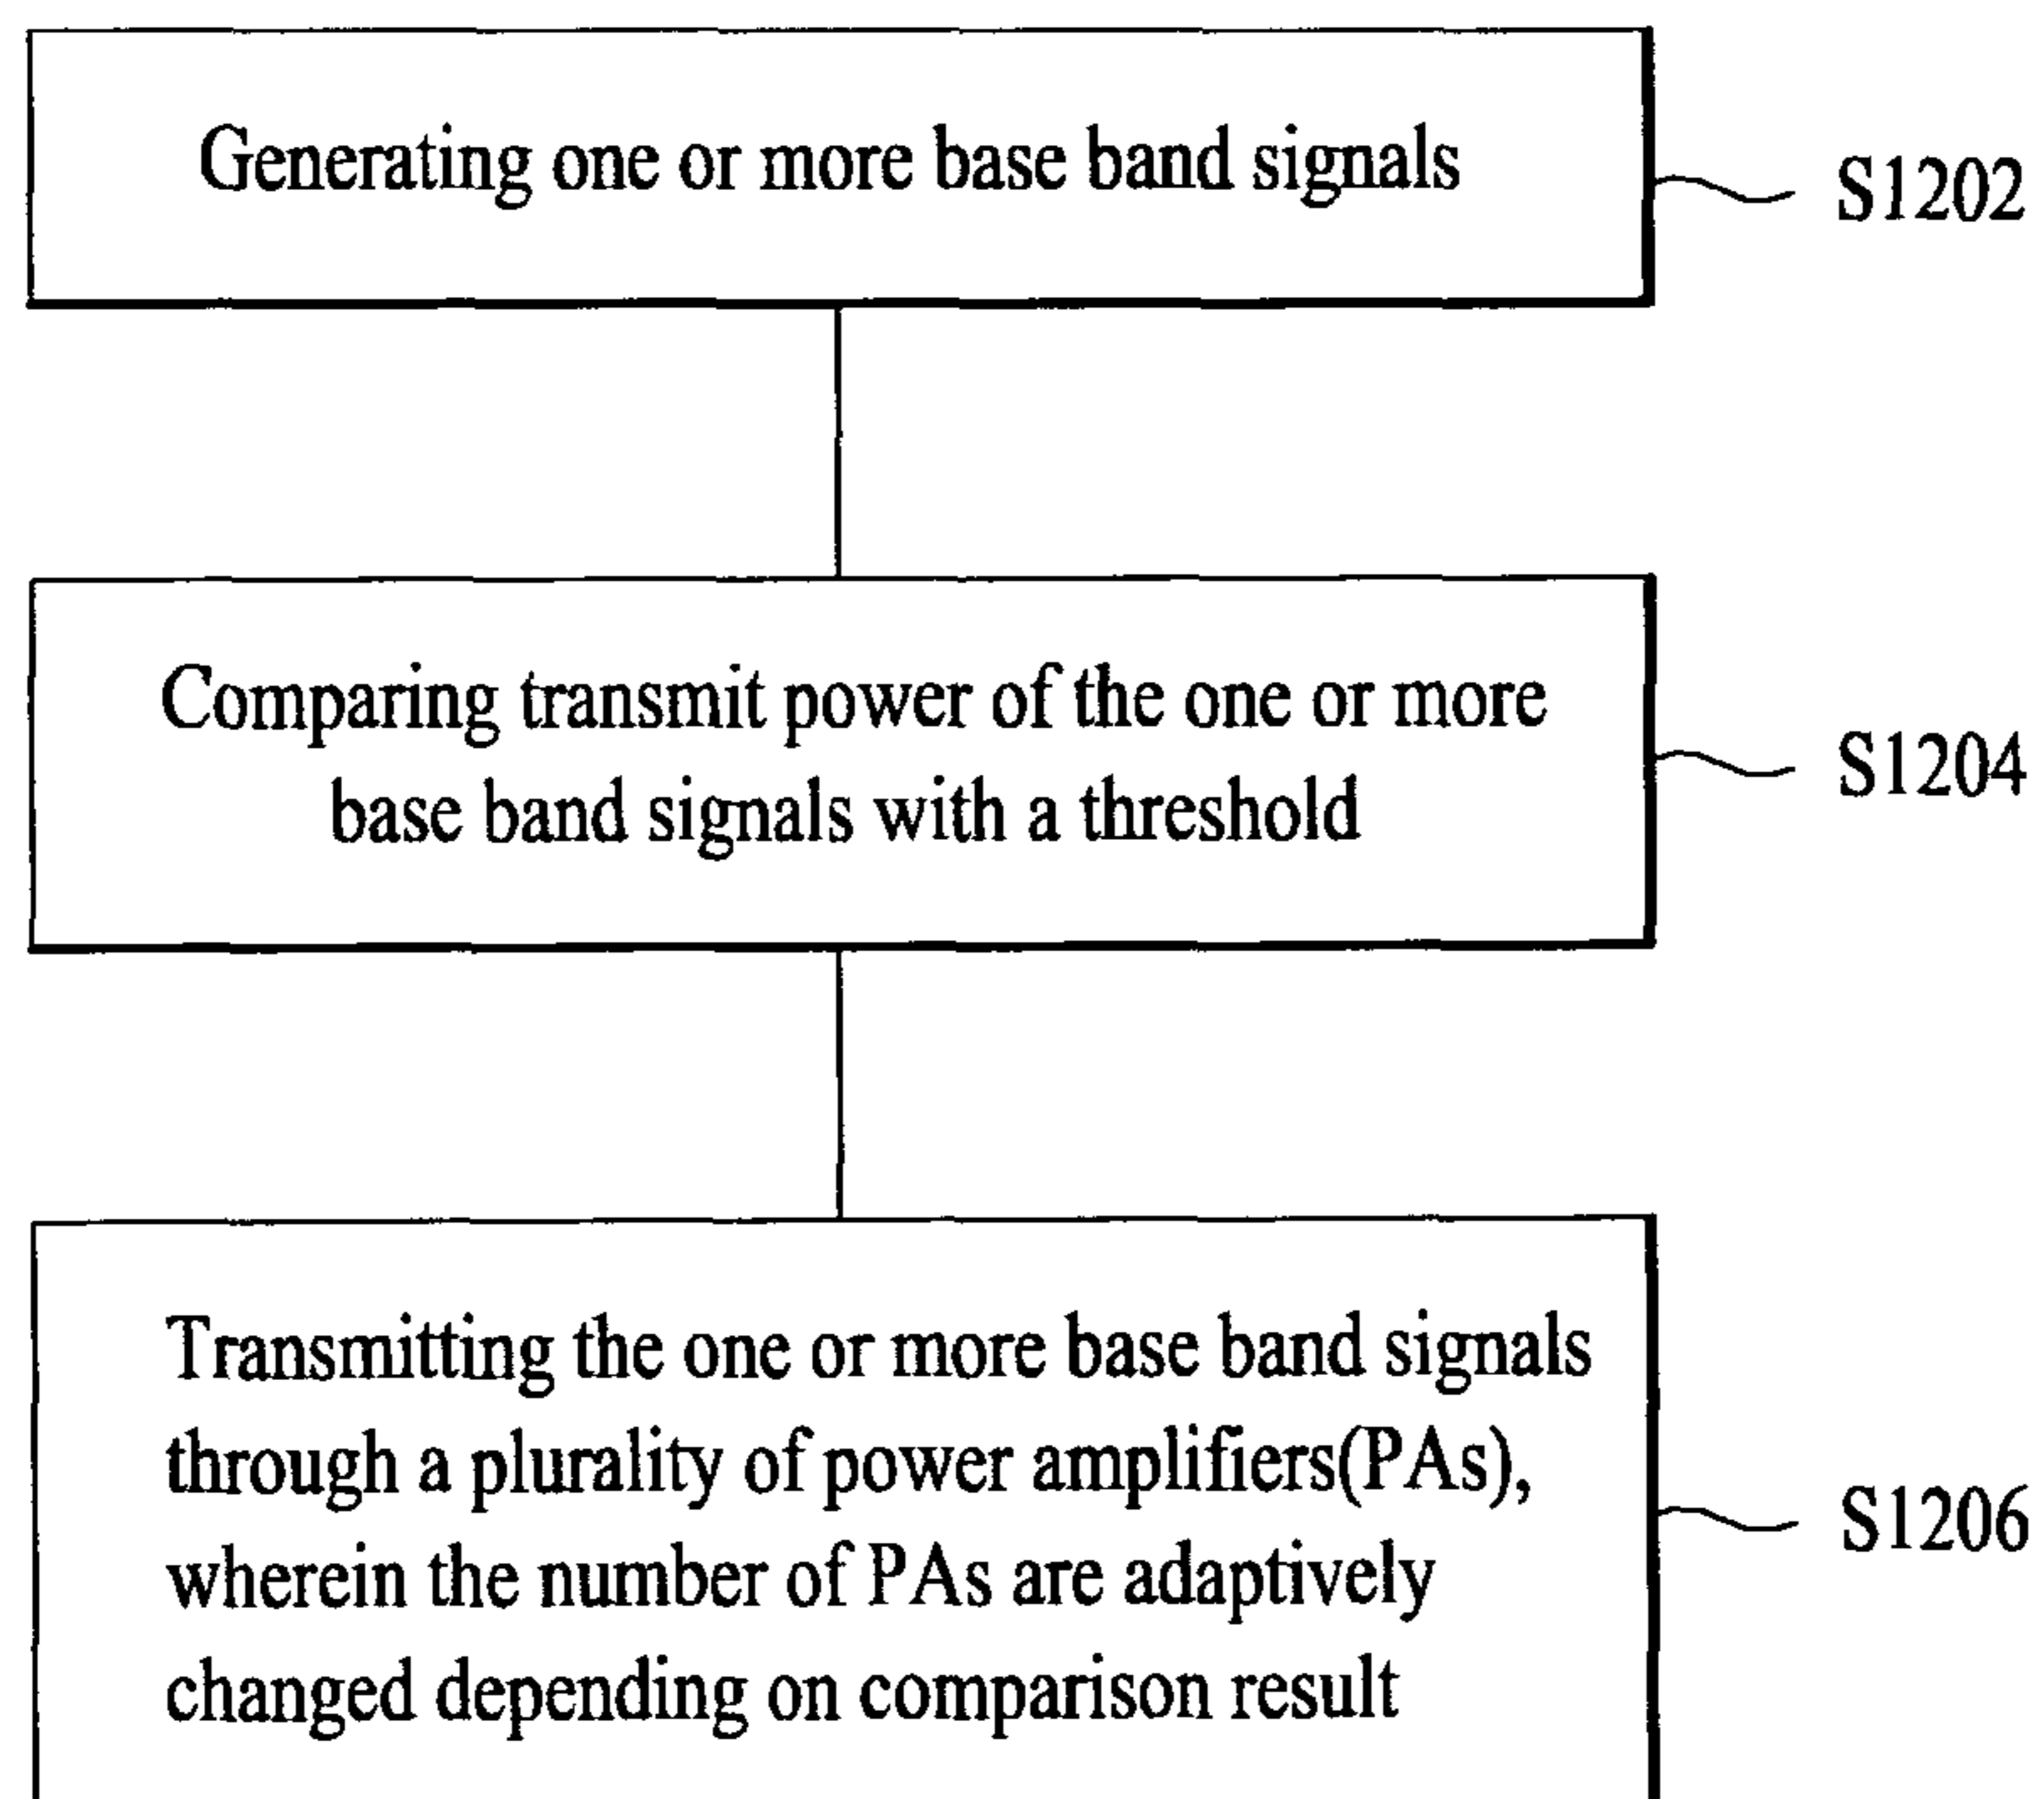 Generating one or more base band signals
S1202
Comparing transmit power of the one or more
base band signals with a threshold
S1204
Transmitting the one or more base band signals
through a plurality of power amplifiers(PAs),
wherein the number of PAs are adaptively
changed depending on comparison result
S1206